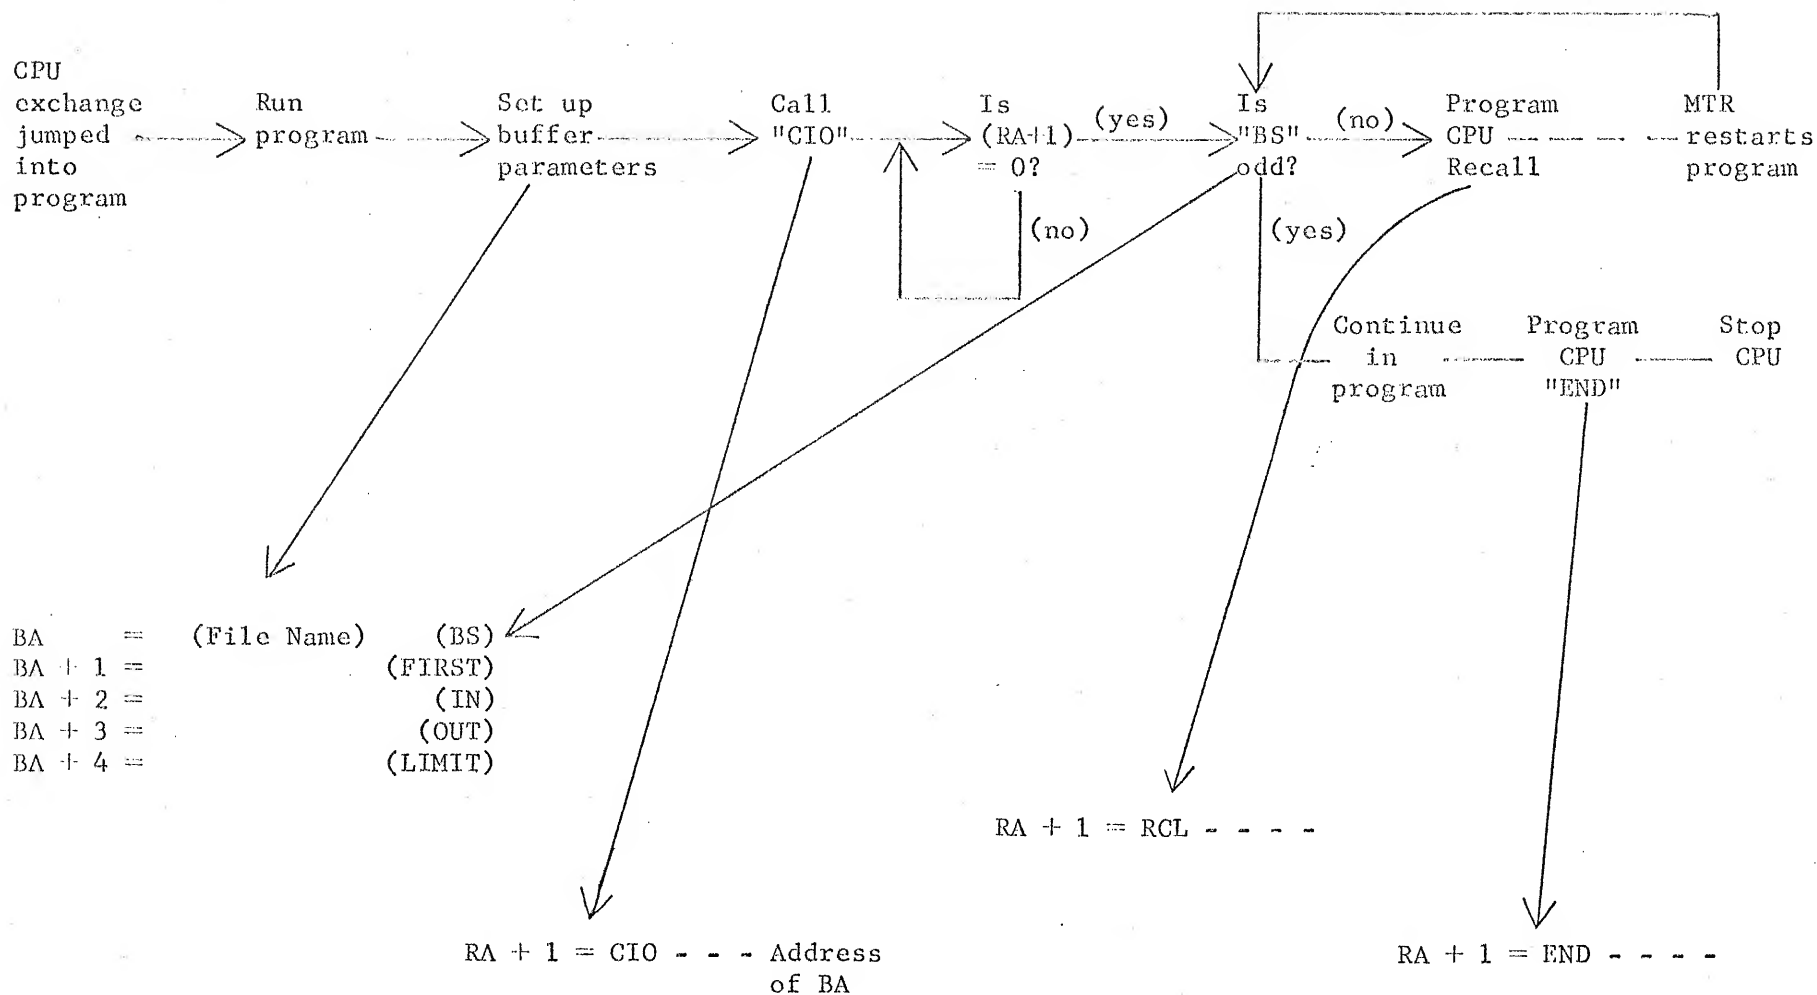 CPU
exchange
jumped
into
program
Run
program
Set up
buffer
parameters
Call
"CIO"
Is
(RA+1)
= 0?
(yes)
(no)
Is
"BS"
odd?
(no)
(yes)
Program
CPU
Recall
MTR
restarts
program
Continue
in
program
Program
CPU
"END"
Stop
CPU
BA = (File Name) (BS)
BA + 1 = (FIRST)
BA + 2 = (IN)
BA + 3 = (OUT)
BA + 4 = (LIMIT)
RA + 1 = RCL - - - -
RA + 1 = CIO - - - Address
of BA
RA + 1 = END - - - -